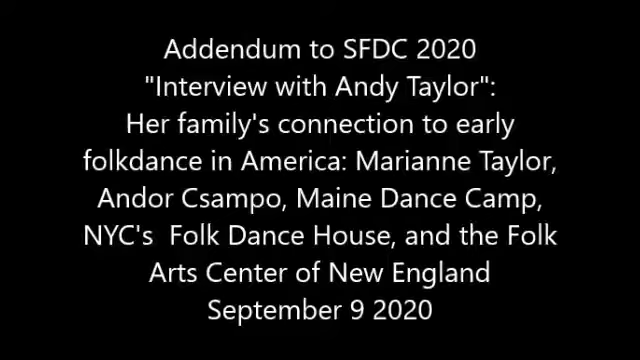 Addendum to SFDC 2020
"Interview with Andy Taylor":
Her family's connection to early
folkdance in America: Marianne Taylor,
Andor Csampo, Maine Dance Camp,
NYC's  Folk Dance House, and the Folk
Arts Center of New England
September 9 2020